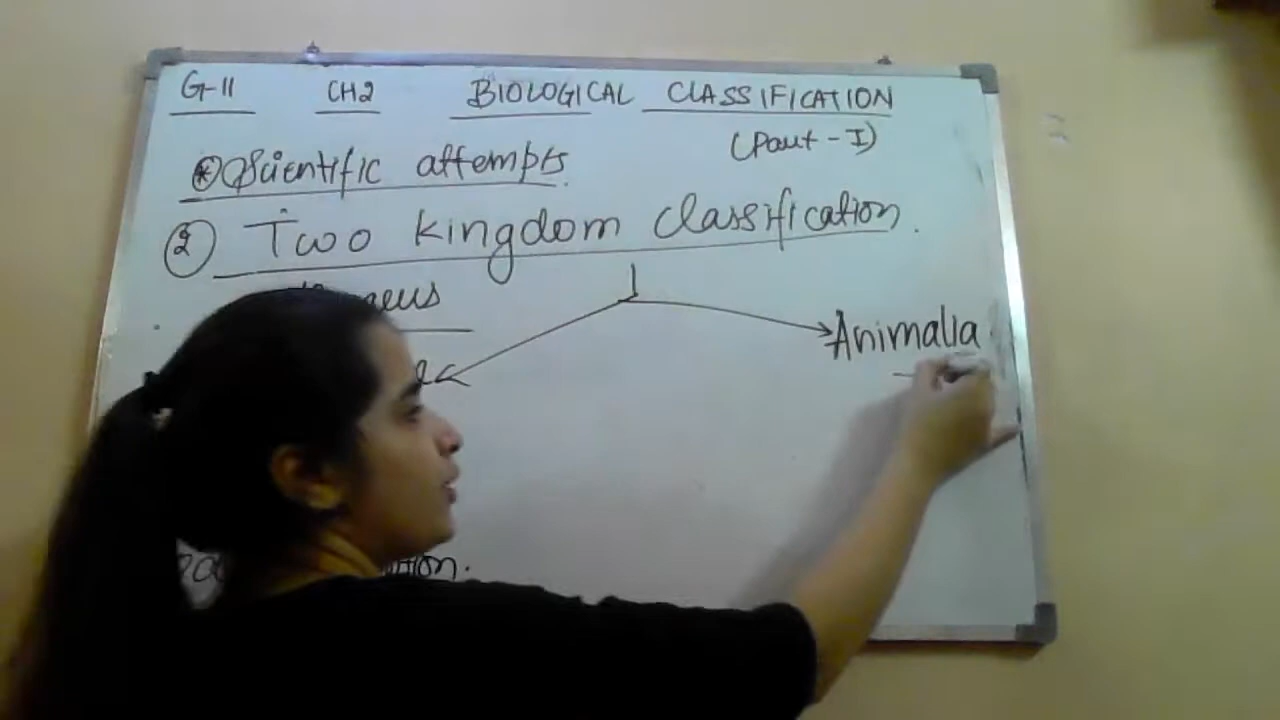 G-11 CH2 BIOLOGICAL CLASSIFICATION
(Part - I)
* Scientific attempts.
② Two kingdom classification.
Animalia